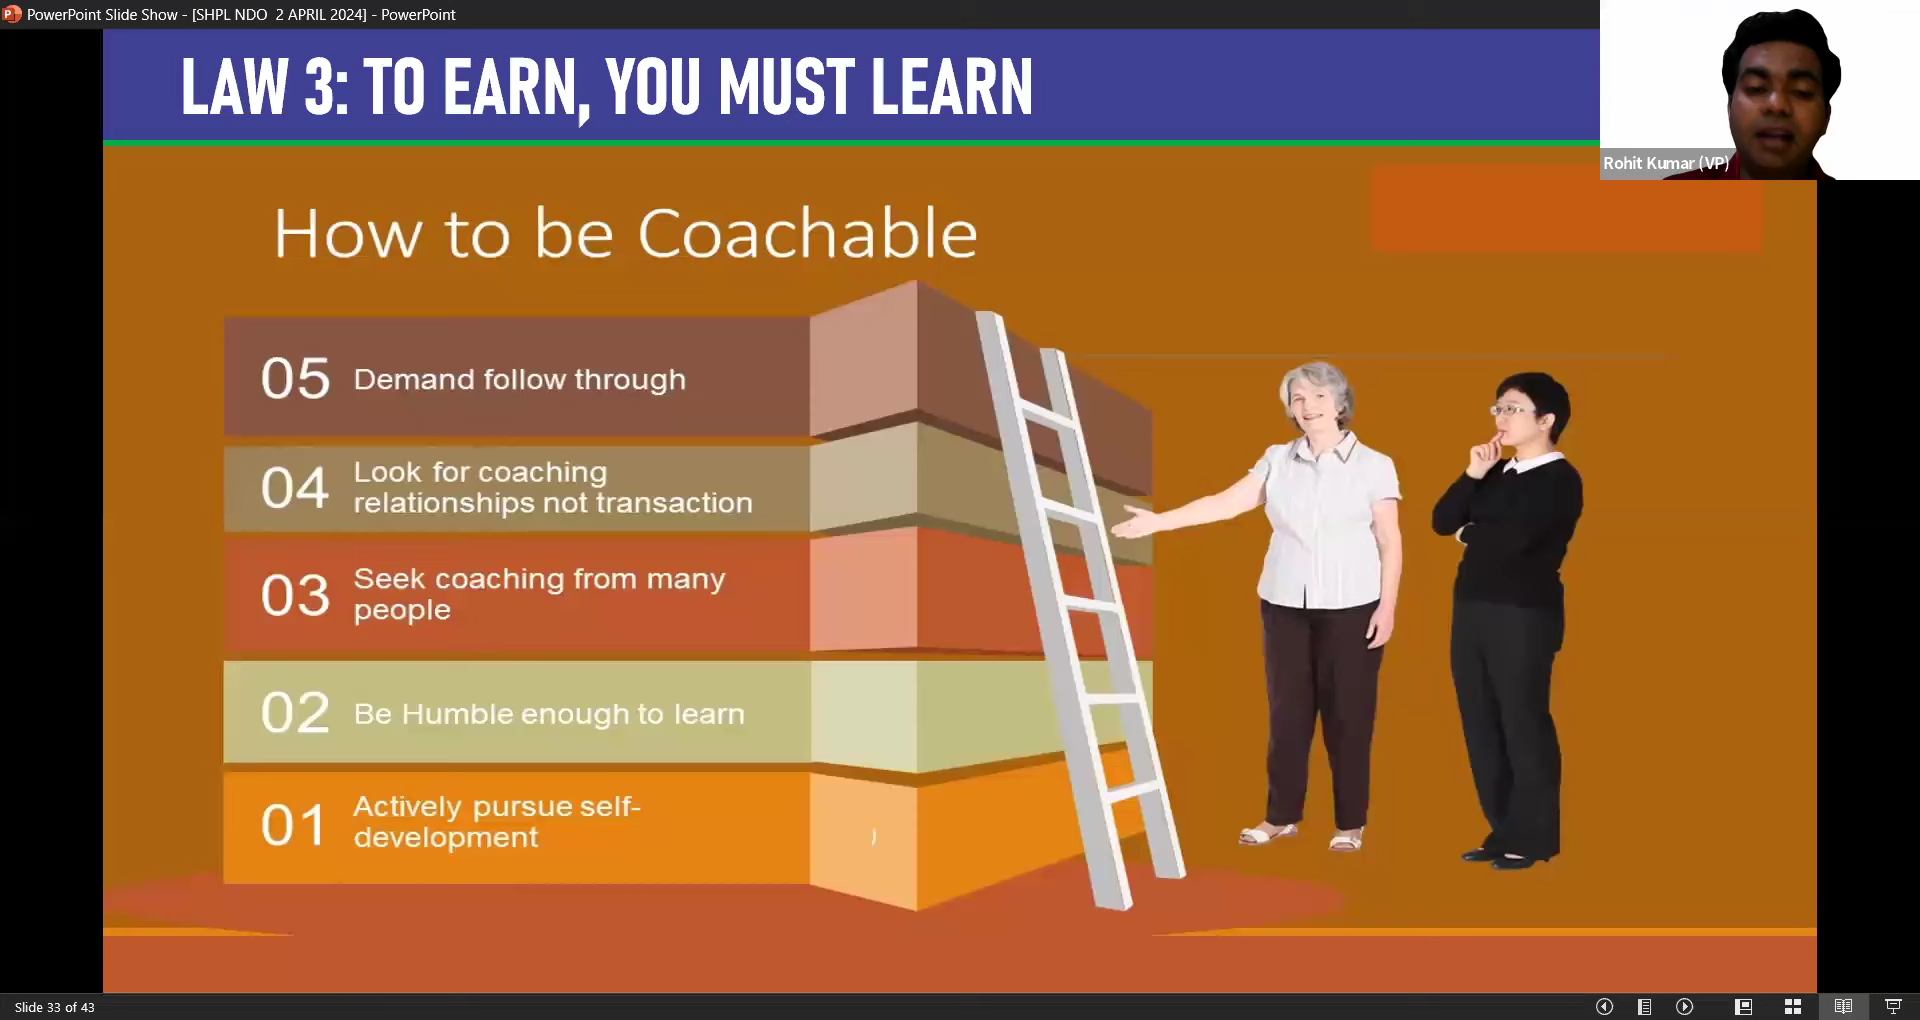 PowerPoint Slide Show - [SHPL NDO  2 APRIL 2024] - PowerPoint
LAW 3: TO EARN, YOU MUST LEARN
Rohit Kumar (VP)
How to be Coachable
05 Demand follow through
04 Look for coaching
relationships not transaction
03 Seek coaching from many
people
02 Be Humble enough to learn
01 Actively pursue self-
development
Slide 33 of 43